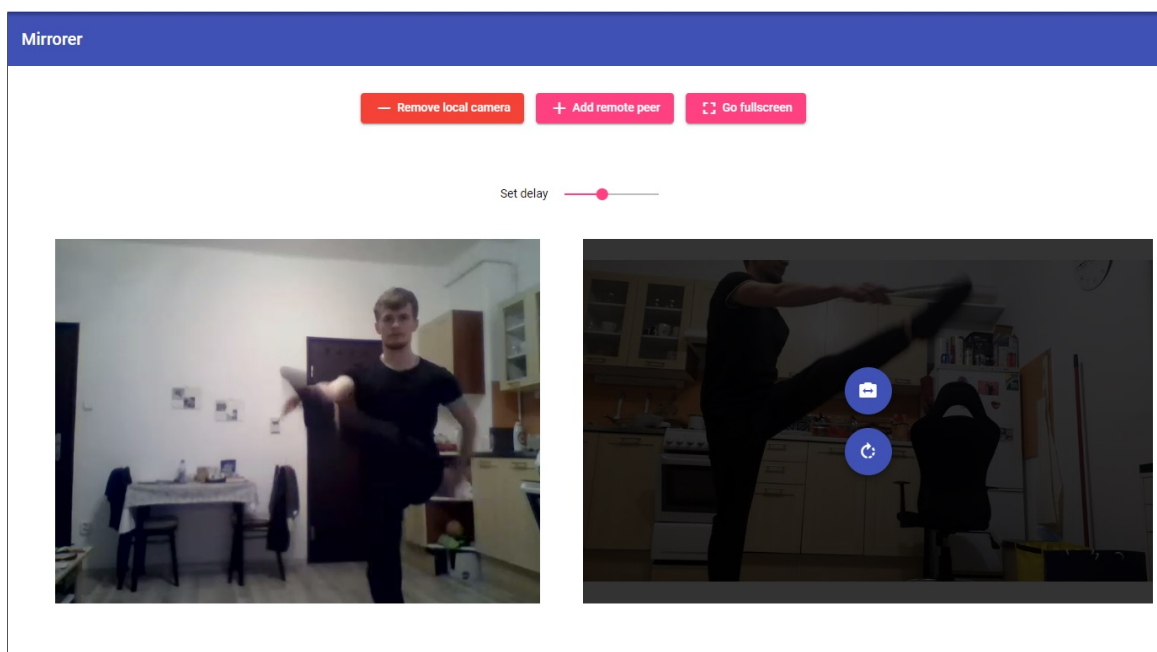 Mirrorer
Remove local camera
Add remote peer
Go fullscreen
Set delay